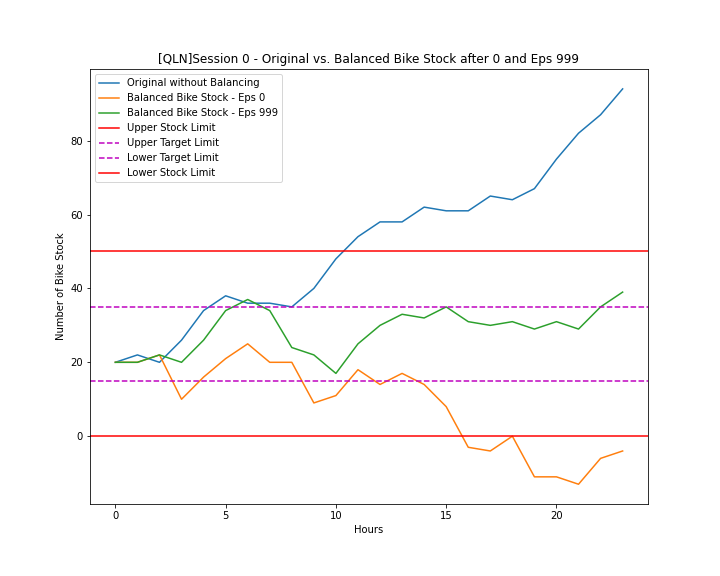 [QLN]Session 0 - Original vs. Balanced Bike Stock after 0 and Eps 999
Original without Balancing
Balanced Bike Stock - Eps 0
Balanced Bike Stock - Eps 999
Upper Stock Limit
Upper Target Limit
Lower Target Limit
Lower Stock Limit
Number of Bike Stock
80
60
40
20
0
0 5 10 15 20
Hours